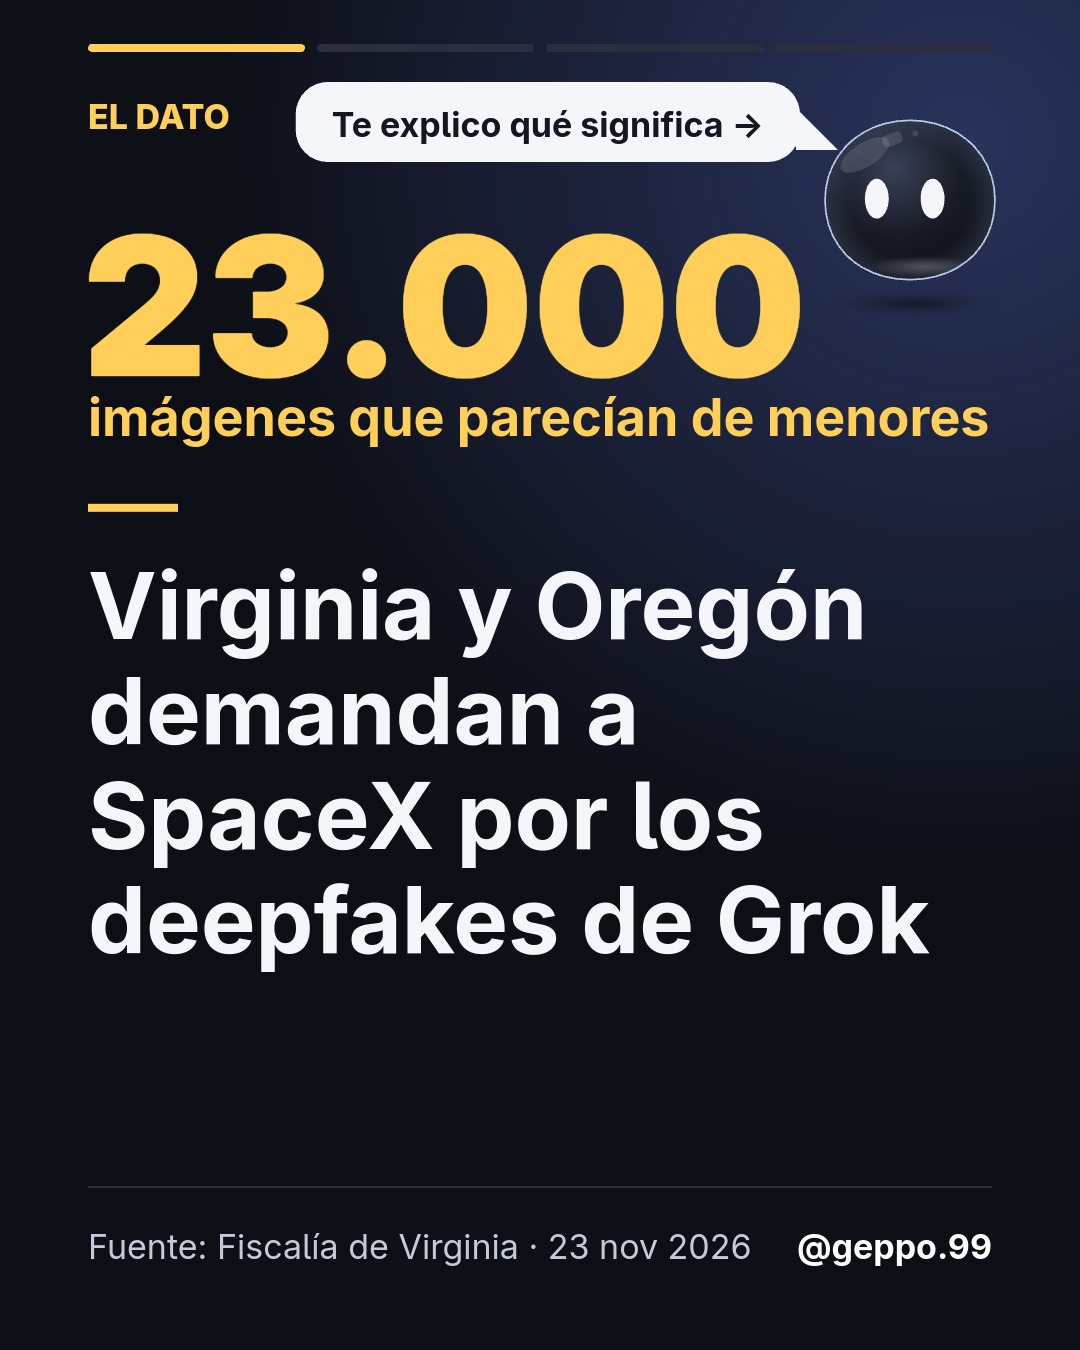 EL DATO
Te explico qué significa →
23.000
imágenes que parecían de menores
Virginia y Oregón
demandan a
SpaceX por los
deepfakes de Grok
Fuente: Fiscalía de Virginia · 23 nov 2026
@geppo.99